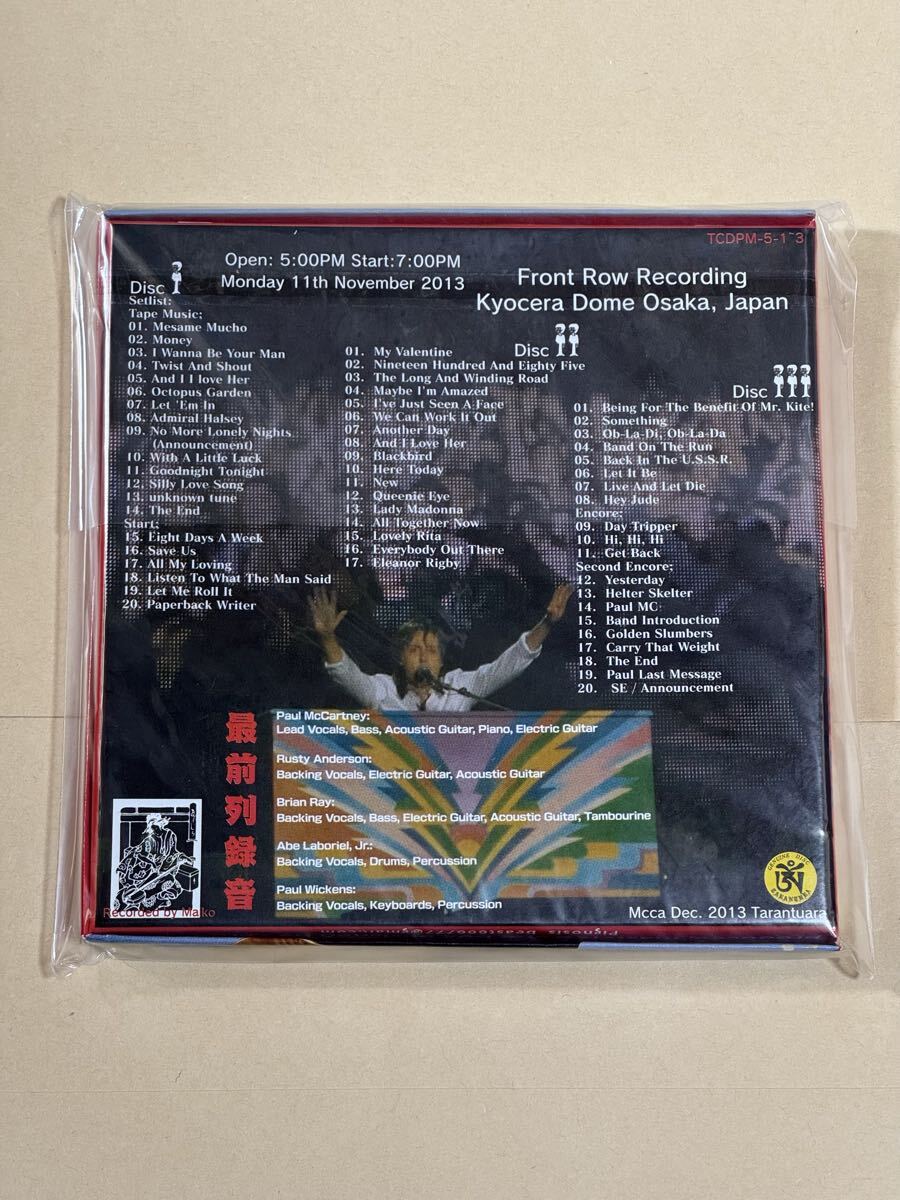 TCDPM-5-1~3
Open: 5:00PM Start:7:00PM
Monday 11th November 2013
Front Row Recording
Kyocera Dome Osaka, Japan
Disc
Setlist:
Tape Music;
01. Mesame Mucho
02. Money
03. I Wanna Be Your Man
04. Twist And Shout
05. And I I love Her
06. Octopus Garden
07. Let 'Em In
08. Admiral Halsey
09. No More Lonely Nights
(Announcement)
10. With A Little Luck
11. Goodnight Tonight
12. Silly Love Song
13. unknown tune
14. The End
Start;
15. Eight Days A Week
16. Save Us
17. All My Loving
18. Listen To What The Man Said
19. Let Me Roll It
20. Paperback Writer
Disc
01. My Valentine
02. Nineteen Hundred And Eighty Five
03. The Long And Winding Road
04. Maybe I'm Amazed
05. I've Just Seen A Face
06. We Can Work It Out
07. Another Day
08. And I Love Her
09. Blackbird
10. Here Today
11. New
12. Queenie Eye
13. Lady Madonna
14. All Together Now
15. Lovely Rita
16. Everybody Out There
17. Eleanor Rigby
Disc
01. Being For The Benefit Of Mr. Kite!
02. Something
03. Ob-La-Di, Ob-La-Da
04. Band On The Run
05. Back In The U.S.S.R.
06. Let It Be
07. Live And Let Die
08. Hey Jude
Encore;
09. Day Tripper
10. Hi, Hi, Hi
11. Get Back
Second Encore;
12. Yesterday
13. Helter Skelter
14. Paul MC
15. Band Introduction
16. Golden Slumbers
17. Carry That Weight
18. The End
19. Paul Last Message
20. SE / Announcement
最前列録音
Paul McCartney:
Lead Vocals, Bass, Acoustic Guitar, Piano, Electric Guitar
Rusty Anderson:
Backing Vocals, Electric Guitar, Acoustic Guitar
Brian Ray:
Backing Vocals, Bass, Electric Guitar, Acoustic Guitar, Tambourine
Abe Laboriel, Jr.:
Backing Vocals, Drums, Percussion
Paul Wickens:
Backing Vocals, Keyboards, Percussion
Recorded by Maiko
GENUINE DISC
Mcca Dec. 2013 Tarantuara